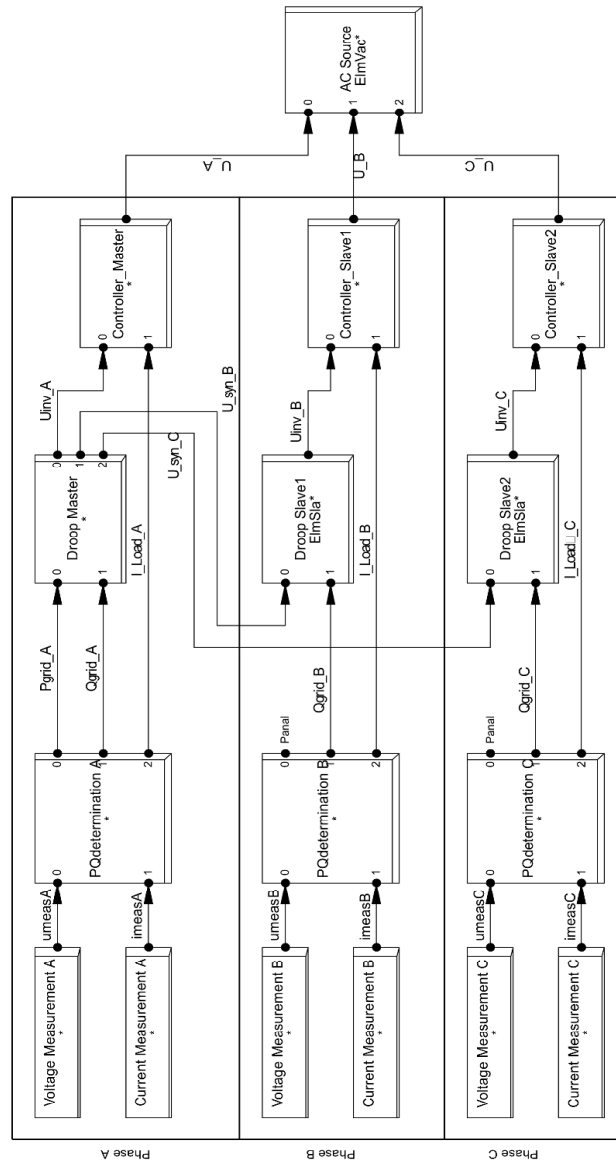 Phase A
Voltage Measurement A
*
Current Measurement A
*
umeasA
imeasA
0
1
PQdetermination A
*
0
1
2
Pgrid_A
Qgrid_A
I_Load_A
0
1
Droop Master
*
0
1
2
Uinv_A
U_syn_B
U_syn_C
0
1
Controller_Master
*
U_A
Phase B
Voltage Measurement B
*
Current Measurement B
*
umeasB
imeasB
0
1
PQdetermination B
*
0
1
2
Panal
Qgrid_B
I_Load_B
0
1
Droop Slave1
ElmSla*
Uinv_B
0
1
Controller_Slave1
*
U_B
Phase C
Voltage Measurement C
*
Current Measurement C
*
umeasC
imeasC
0
1
PQdetermination C
*
0
1
2
Panal
Qgrid_C
I_Load_C
0
1
Droop Slave2
ElmSla*
Uinv_C
0
1
Controller_Slave2
*
U_C
0
1
2
AC Source
ElmVac*